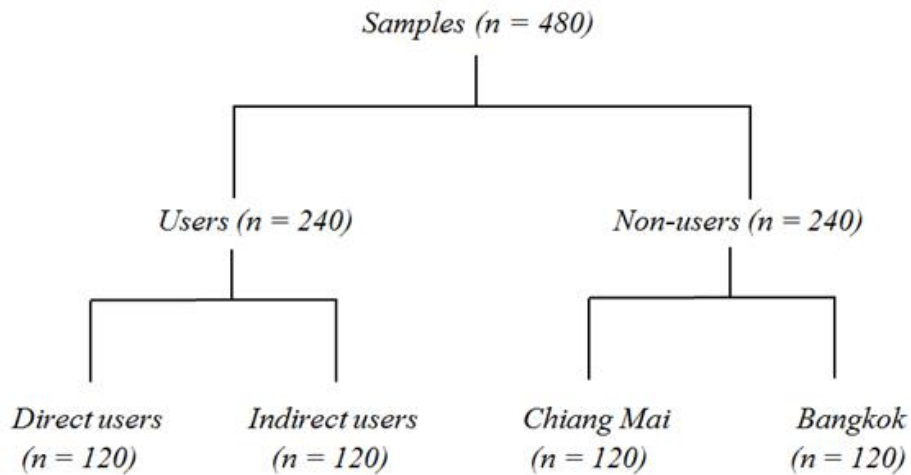 Samples (n = 480)
Users (n = 240)
Non-users (n = 240)
Direct users
(n = 120)
Indirect users
(n = 120)
Chiang Mai
(n = 120)
Bangkok
(n = 120)